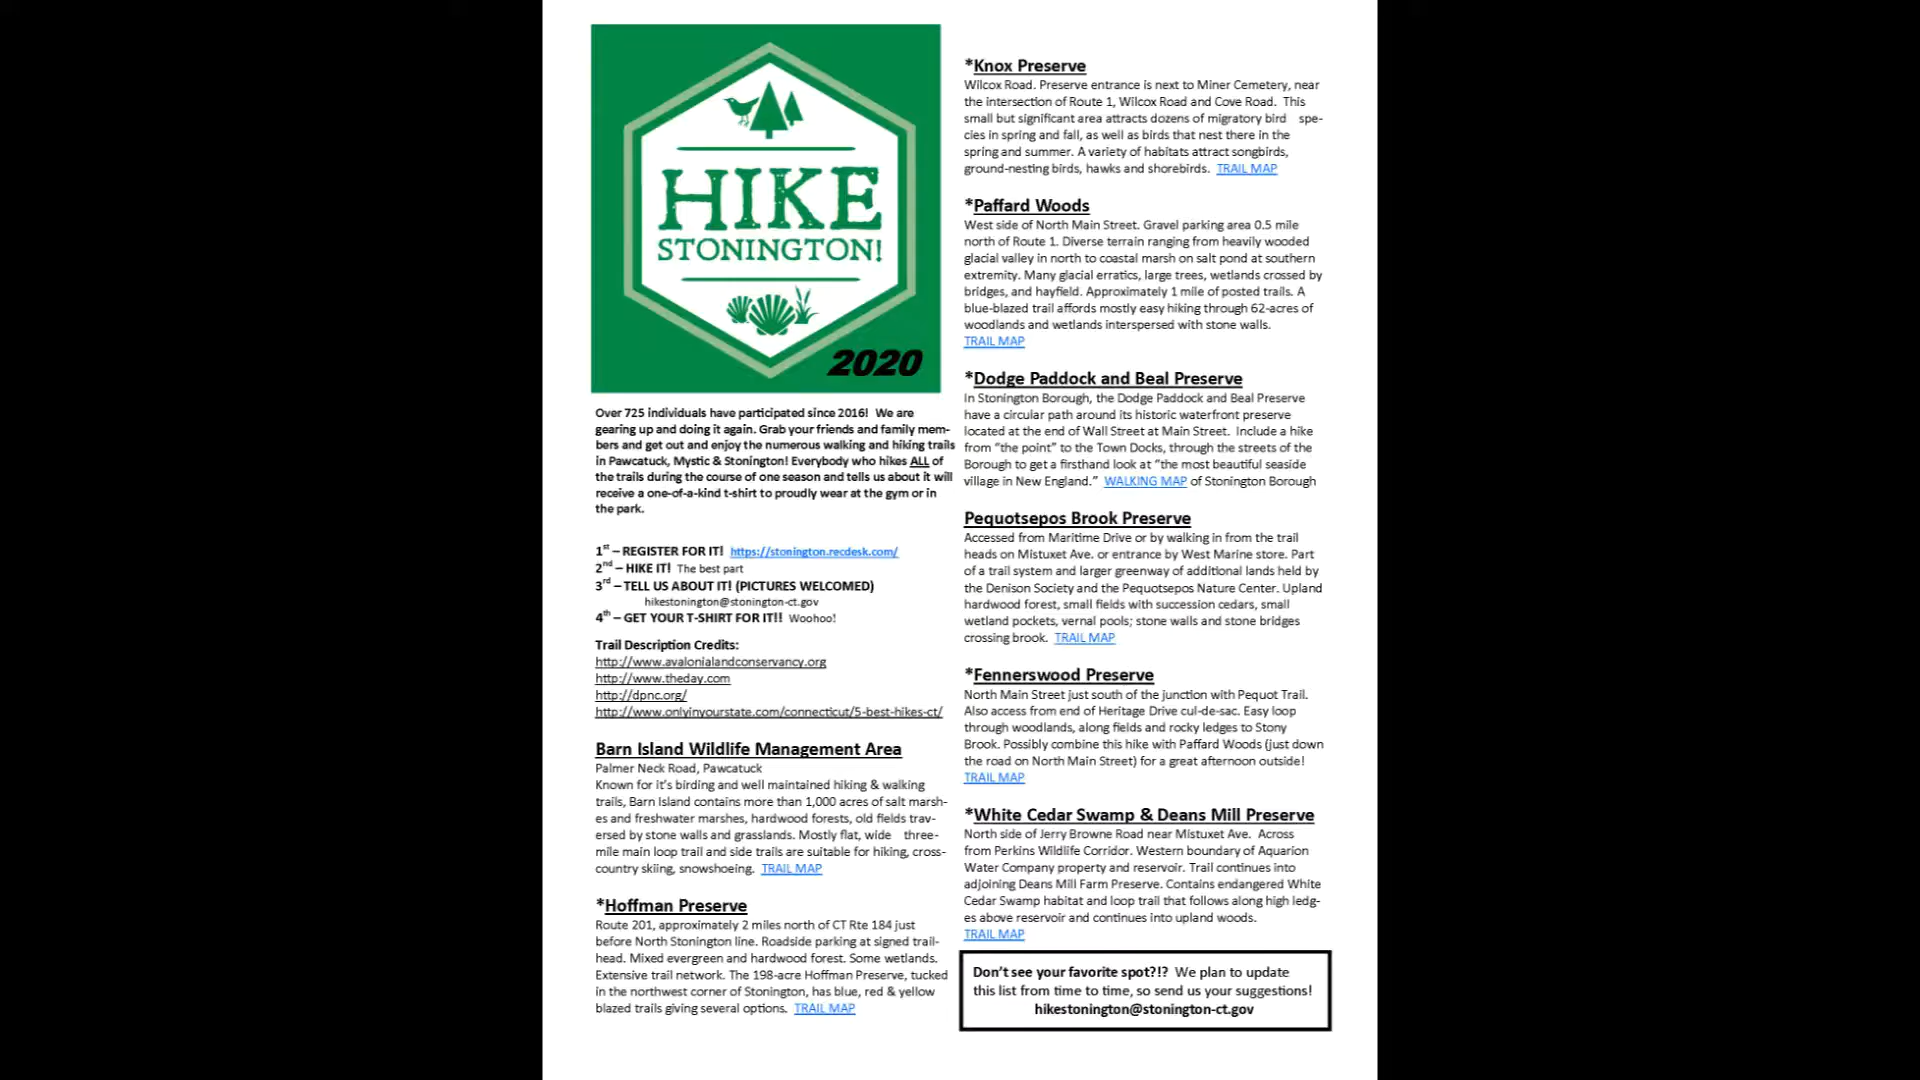 HIKE
STONINGTON!
2020
Over 725 individuals have participated since 2016!  We are
gearing up and doing it again. Grab your friends and family mem-
bers and get out and enjoy the numerous walking and hiking trails
in Pawcatuck, Mystic & Stonington! Everybody who hikes ALL of
the trails during the course of one season and tells us about it will
receive a one-of-a-kind t-shirt to proudly wear at the gym or in
the park.
1st – REGISTER FOR IT!  https://stonington.recdesk.com/
2nd – HIKE IT!  The best part
3rd – TELL US ABOUT IT! (PICTURES WELCOMED)
hikestonington@stonington-ct.gov
4th – GET YOUR T-SHIRT FOR IT!!  Woohoo!
Trail Description Credits:
http://www.avalonialandconservancy.org
http://www.theday.com
http://dpnc.org/
http://www.onlyinyourstate.com/connecticut/5-best-hikes-ct/
Barn Island Wildlife Management Area
Palmer Neck Road, Pawcatuck
Known for it's birding and well maintained hiking & walking
trails, Barn Island contains more than 1,000 acres of salt marsh-
es and freshwater marshes, hardwood forests, old fields trav-
ersed by stone walls and grasslands. Mostly flat, wide   three-
mile main loop trail and side trails are suitable for hiking, cross-
country skiing, snowshoeing.  TRAIL MAP
*Hoffman Preserve
Route 201, approximately 2 miles north of CT Rte 184 just
before North Stonington line. Roadside parking at signed trail-
head. Mixed evergreen and hardwood forest. Some wetlands.
Extensive trail network. The 198-acre Hoffman Preserve, tucked
in the northwest corner of Stonington, has blue, red & yellow
blazed trails giving several options.  TRAIL MAP
*Knox Preserve
Wilcox Road. Preserve entrance is next to Miner Cemetery, near
the intersection of Route 1, Wilcox Road and Cove Road.  This
small but significant area attracts dozens of migratory bird   spe-
cies in spring and fall, as well as birds that nest there in the
spring and summer. A variety of habitats attract songbirds,
ground-nesting birds, hawks and shorebirds.  TRAIL MAP
*Paffard Woods
West side of North Main Street. Gravel parking area 0.5 mile
north of Route 1. Diverse terrain ranging from heavily wooded
glacial valley in north to coastal marsh on salt pond at southern
extremity. Many glacial erratics, large trees, wetlands crossed by
bridges, and hayfield. Approximately 1 mile of posted trails. A
blue-blazed trail affords mostly easy hiking through 62-acres of
woodlands and wetlands interspersed with stone walls.
TRAIL MAP
*Dodge Paddock and Beal Preserve
In Stonington Borough, the Dodge Paddock and Beal Preserve
have a circular path around its historic waterfront preserve
located at the end of Wall Street at Main Street.  Include a hike
from “the point” to the Town Docks, through the streets of the
Borough to get a firsthand look at “the most beautiful seaside
village in New England.”  WALKING MAP of Stonington Borough
Pequotsepos Brook Preserve
Accessed from Maritime Drive or by walking in from the trail
heads on Mistuxet Ave. or entrance by West Marine store. Part
of a trail system and larger greenway of additional lands held by
the Denison Society and the Pequotsepos Nature Center. Upland
hardwood forest, small fields with succession cedars, small
wetland pockets, vernal pools; stone walls and stone bridges
crossing brook.  TRAIL MAP
*Fennerswood Preserve
North Main Street just south of the junction with Pequot Trail.
Also access from end of Heritage Drive cul-de-sac. Easy loop
through woodlands, along fields and rocky ledges to Stony
Brook. Possibly combine this hike with Paffard Woods (just down
the road on North Main Street) for a great afternoon outside!
TRAIL MAP
*White Cedar Swamp & Deans Mill Preserve
North side of Jerry Browne Road near Mistuxet Ave.  Across
from Perkins Wildlife Corridor. Western boundary of Aquarion
Water Company property and reservoir. Trail continues into
adjoining Deans Mill Farm Preserve. Contains endangered White
Cedar Swamp habitat and loop trail that follows along high ledg-
es above reservoir and continues into upland woods.
TRAIL MAP
Don't see your favorite spot?!?  We plan to update
this list from time to time, so send us your suggestions!
hikestonington@stonington-ct.gov